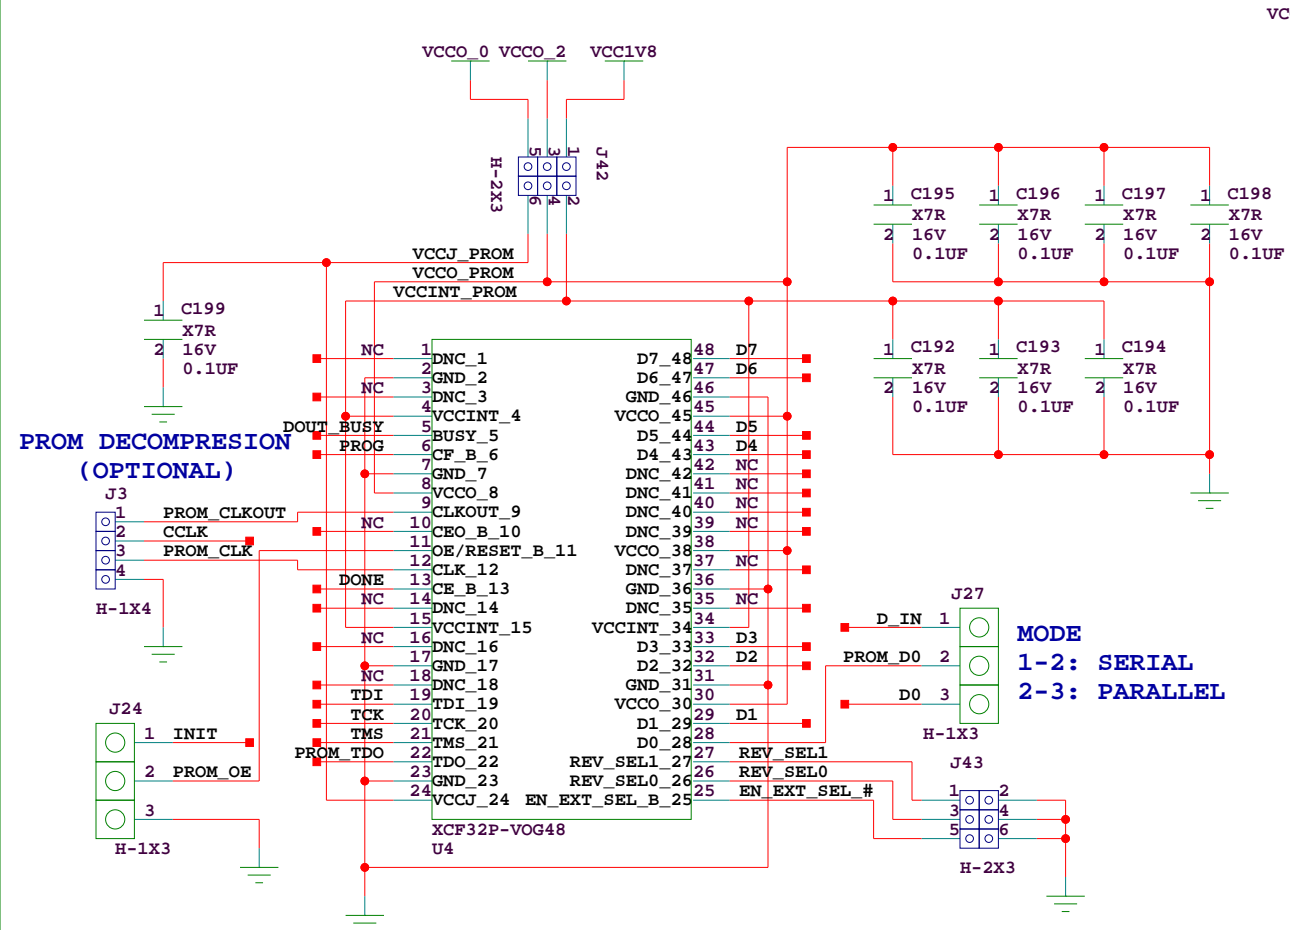 VC
VCCO_0 VCCO_2 VCC1V8
5 3 1
J42
H-2X3
6 4 2
VCCJ_PROM
VCCO_PROM
VCCINT_PROM
1 C195
X7R
2 16V
0.1UF
1 C196
X7R
2 16V
0.1UF
1 C197
X7R
2 16V
0.1UF
1 C198
X7R
2 16V
0.1UF
1 C199
X7R
2 16V
0.1UF
1 C192
X7R
2 16V
0.1UF
1 C193
X7R
2 16V
0.1UF
1 C194
X7R
2 16V
0.1UF
PROM DECOMPRESION
(OPTIONAL)
J3
1 PROM_CLKOUT
2 CCLK
3 PROM_CLK
4
H-1X4
J24
1 INIT
2 PROM_OE
3
H-1X3
NC 1 DNC_1
2 GND_2
NC 3 DNC_3
4 VCCINT_4
DOUT_BUSY 5 BUSY_5
PROG 6 CF_B_6
7 GND_7
8 VCCO_8
9 CLKOUT_9
NC 10 CEO_B_10
11 OE/RESET_B_11
12 CLK_12
DONE 13 CE_B_13
NC 14 DNC_14
15 VCCINT_15
NC 16 DNC_16
17 GND_17
NC 18 DNC_18
TDI 19 TDI_19
TCK 20 TCK_20
TMS 21 TMS_21
PROM_TDO 22 TDO_22
23 GND_23
24 VCCJ_24
D7_48 48 D7
D6_47 47 D6
GND_46 46
VCCO_45 45
D5_44 44 D5
D4_43 43 D4
DNC_42 42 NC
DNC_41 41 NC
DNC_40 40 NC
DNC_39 39 NC
VCCO_38 38
DNC_37 37 NC
GND_36 36
DNC_35 35 NC
VCCINT_34 34
D3_33 33 D3
D2_32 32 D2
GND_31 31
VCCO_30 30
D1_29 29 D1
D0_28 28
REV_SEL1_27 27 REV_SEL1
REV_SEL0_26 26 REV_SEL0
EN_EXT_SEL_B_25 25 EN_EXT_SEL_#
XCF32P-VOG48
U4
J27
D_IN 1
PROM_D0 2
D0 3
H-1X3
MODE
1-2: SERIAL
2-3: PARALLEL
J43
1 2
3 4
5 6
H-2X3